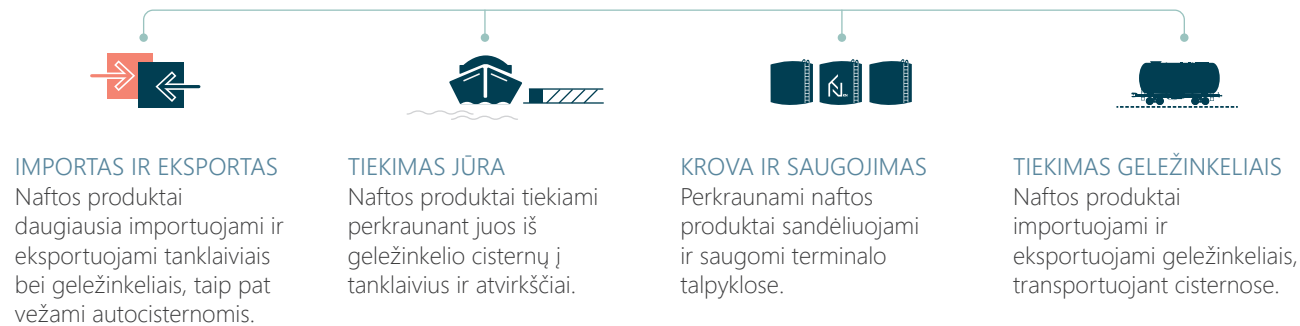 IMPORTAS IR EKSPORTAS
Naftos produktai
daugiausia importuojami ir
eksportuojami tanklaiviais
bei geležinkeliais, taip pat
vežami autocisternomis.
TIEKIMAS JŪRA
Naftos produktai tiekiami
perkraunant juos iš
geležinkelio cisternų į
tanklaivius ir atvirkščiai.
KROVA IR SAUGOJIMAS
Perkraunami naftos
produktai sandėliuojami
ir saugomi terminalo
talpyklose.
TIEKIMAS GELEŽINKELIAIS
Naftos produktai
importuojami ir
eksportuojami geležinkeliais,
transportuojant cisternose.